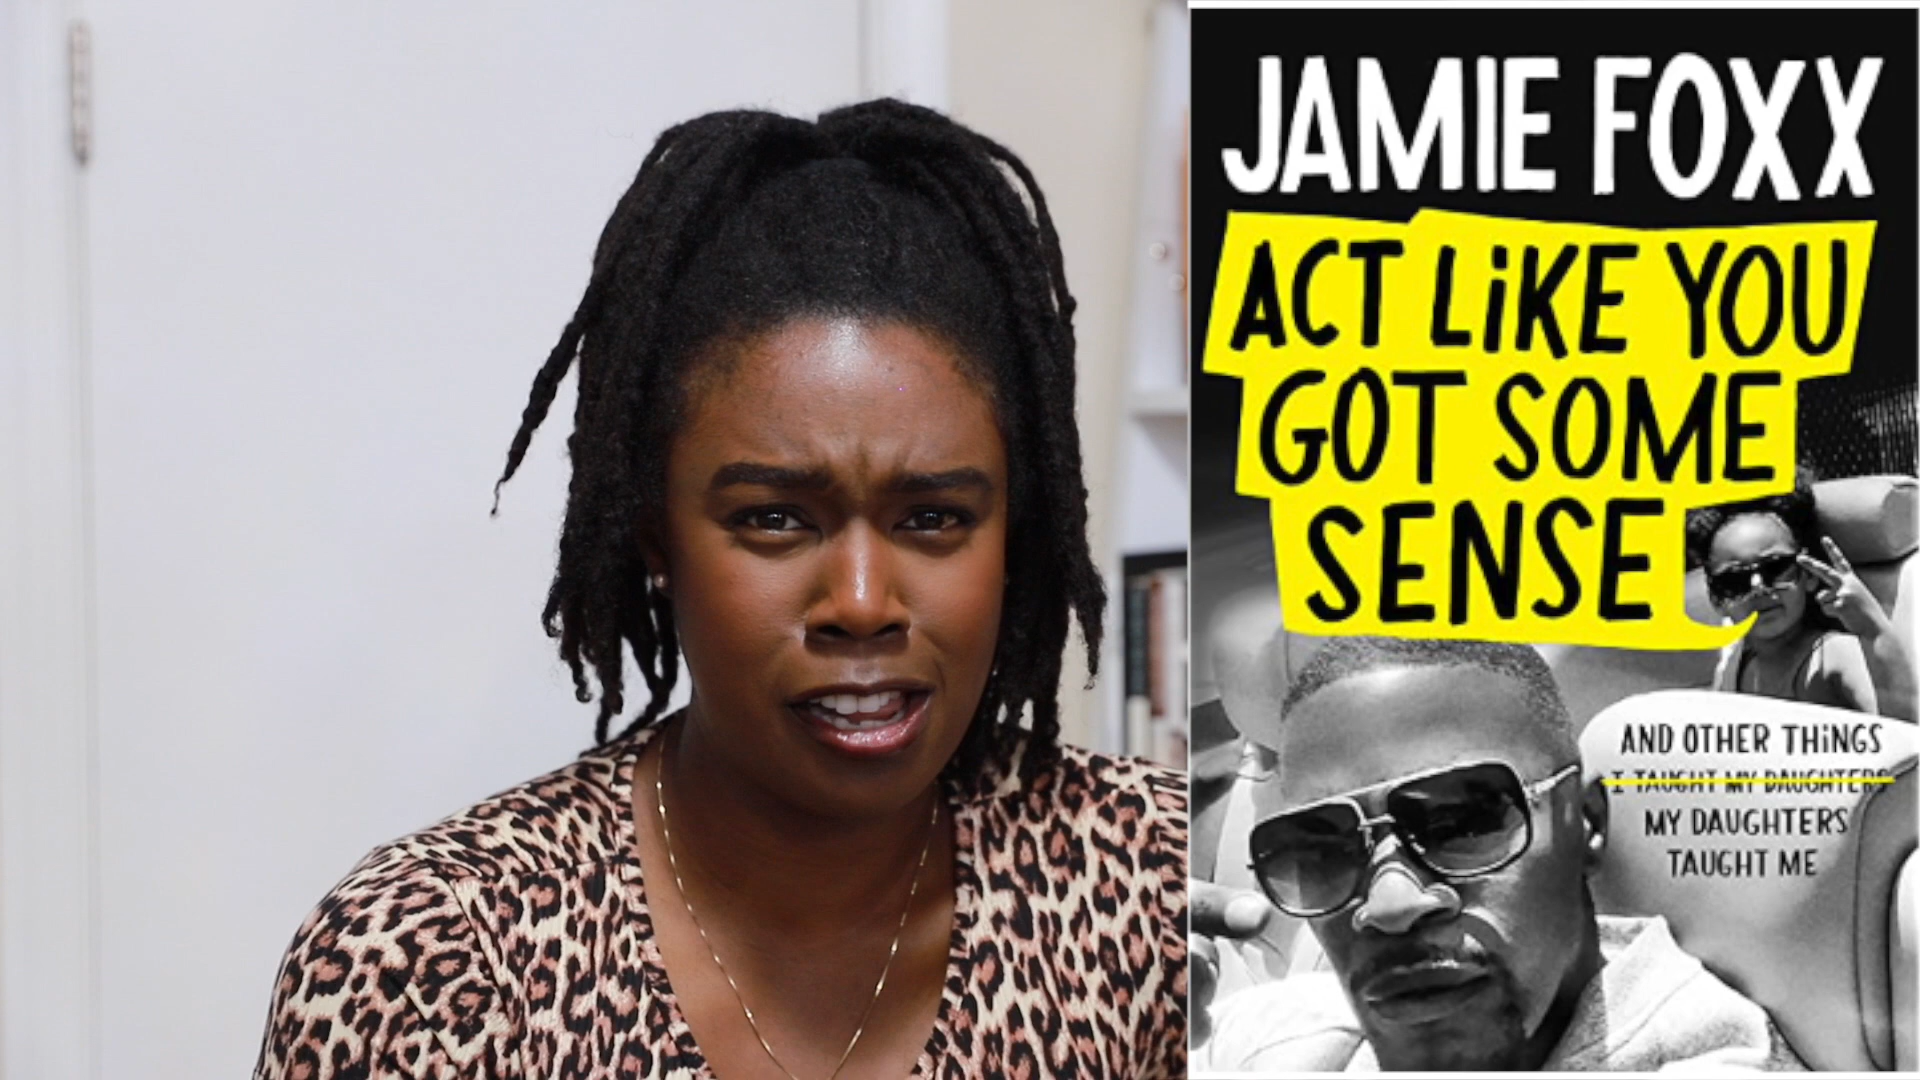 JAMIE FOXX
ACT LiKE YOU
GOT SOME
SENSE
AND OTHER THiNGS
I TAUGHT MY DAUGHTERS
MY DAUGHTERS
TAUGHT ME